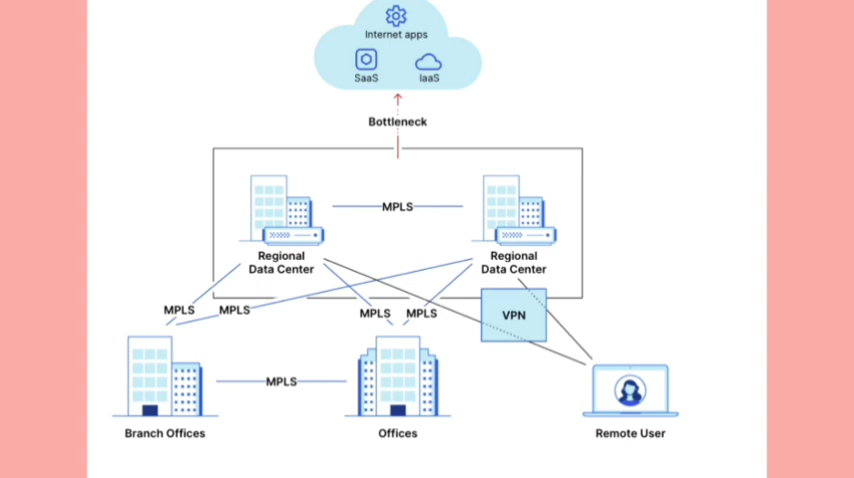 Internet apps
SaaS
IaaS
Bottleneck
MPLS
Regional
Data Center
Regional
Data Center
MPLS
MPLS
MPLS
MPLS
VPN
MPLS
Branch Offices
Offices
Remote User